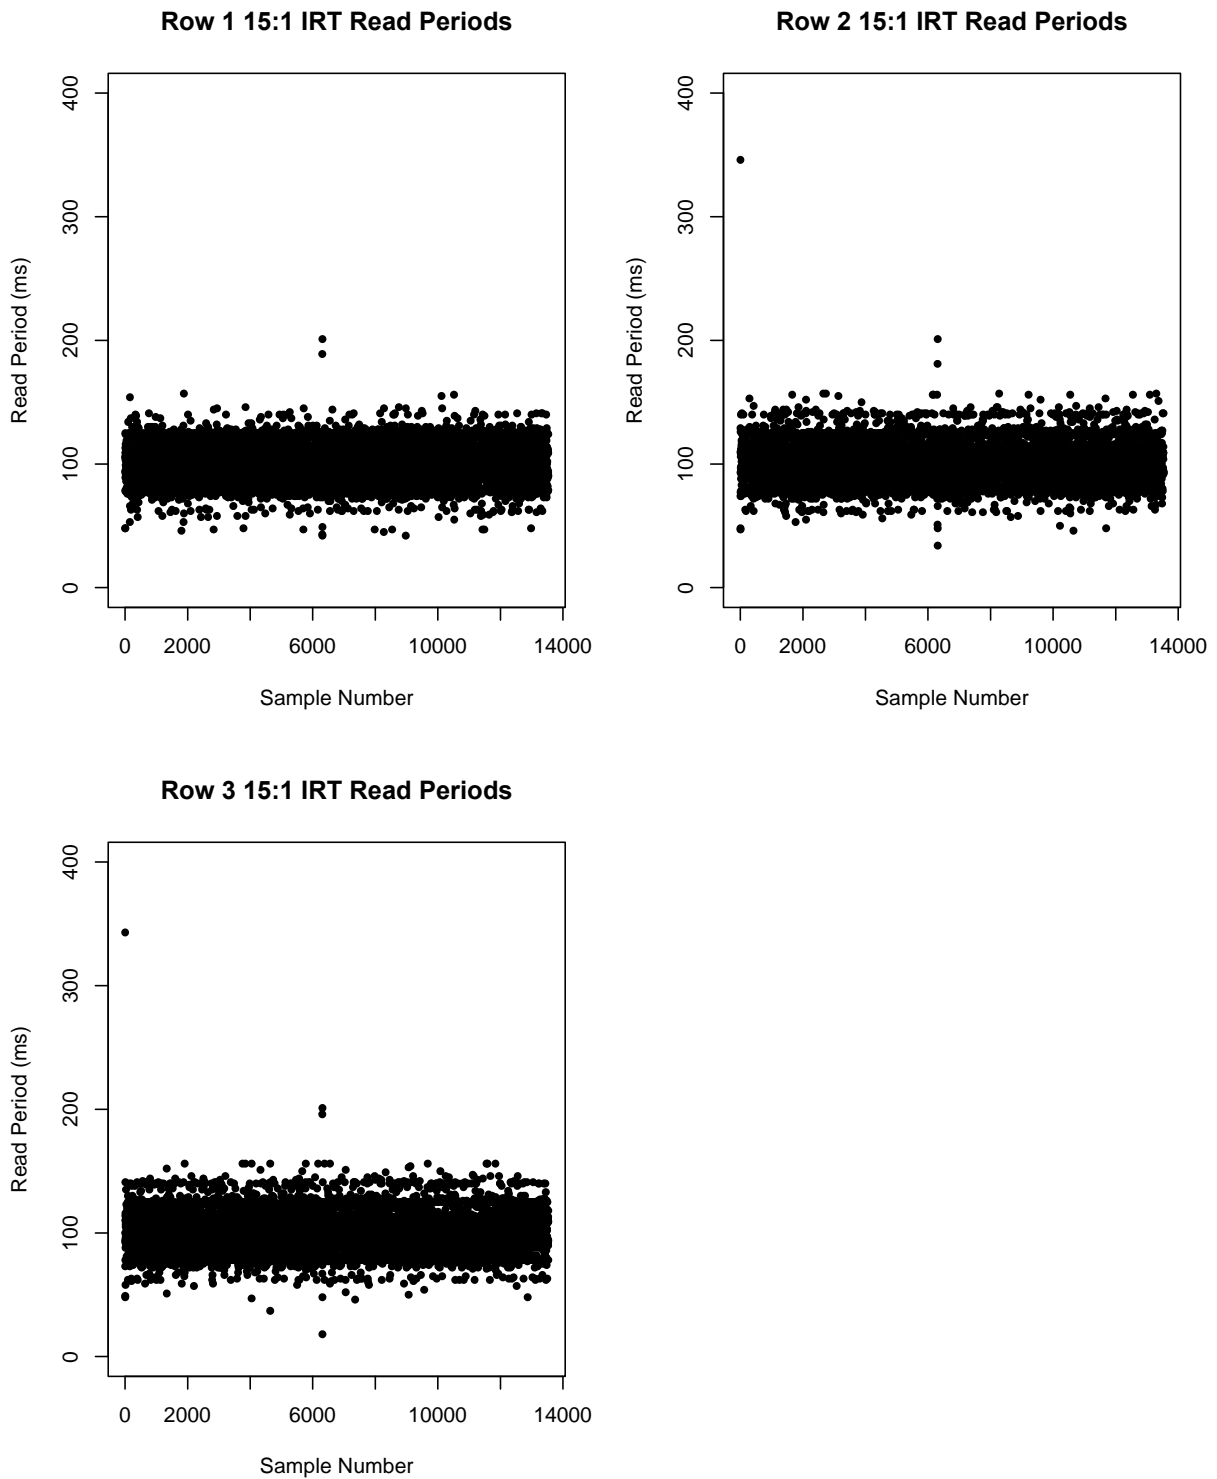 Row 1 15:1 IRT Read Periods
Read Period (ms)
400
300
200
100
0
0 2000 6000 10000 14000
Sample Number
Row 2 15:1 IRT Read Periods
Read Period (ms)
400
300
200
100
0
0 2000 6000 10000 14000
Sample Number
Row 3 15:1 IRT Read Periods
Read Period (ms)
400
300
200
100
0
0 2000 6000 10000 14000
Sample Number